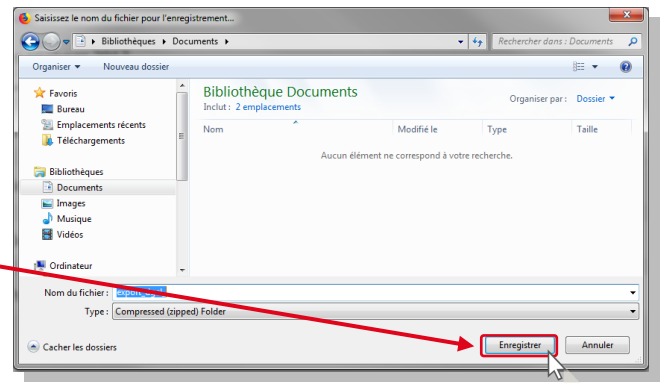 Saisissez le nom du fichier pour l'enregistrement...
Bibliothèques Documents
Rechercher dans : Documents
Organiser Nouveau dossier
Favoris
Bureau
Emplacements récents
Téléchargements
Bibliothèques
Documents
Images
Musique
Vidéos
Ordinateur
Bibliothèque Documents
Inclut : 2 emplacements
Organiser par : Dossier
Nom Modifié le Type Taille
Aucun élément ne correspond à votre recherche.
Nom du fichier :
Type : Compressed (zipped) Folder
Cacher les dossiers
Enregistrer Annuler